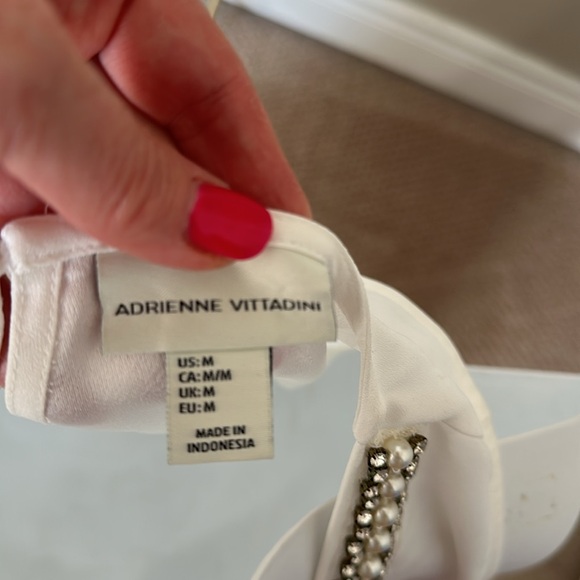 ADRIENNE VITTADINI
US: M
CA: M/M
UK: M
EU: M
MADE IN
INDONESIA